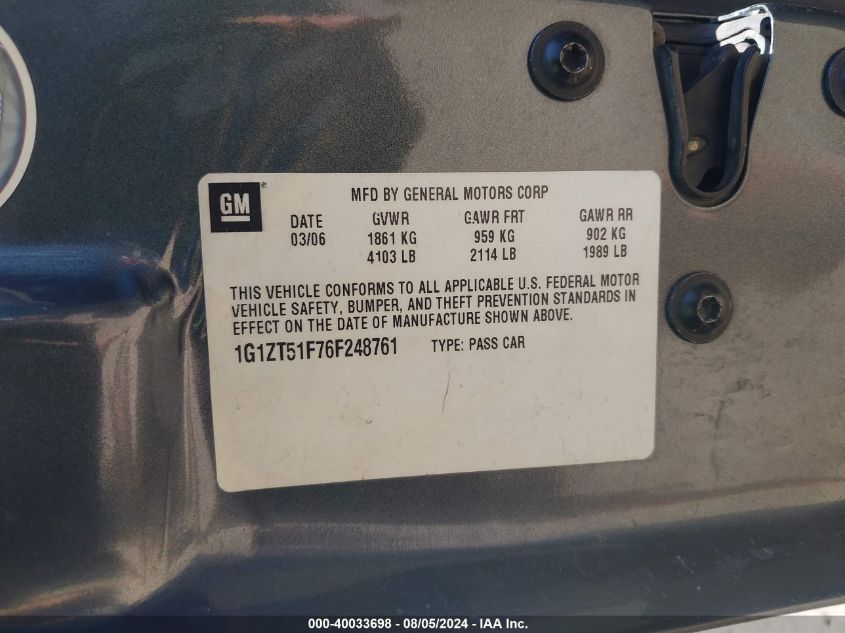 GM
MFD BY GENERAL MOTORS CORP
DATE GVWR GAWR FRT GAWR RR
03/06 1861 KG 959 KG 902 KG
4103 LB 2114 LB 1989 LB
THIS VEHICLE CONFORMS TO ALL APPLICABLE U.S. FEDERAL MOTOR
VEHICLE SAFETY, BUMPER, AND THEFT PREVENTION STANDARDS IN
EFFECT ON THE DATE OF MANUFACTURE SHOWN ABOVE.
1G1ZT51F76F248761 TYPE: PASS CAR
000-40033698 - 08/05/2024 - IAA Inc.